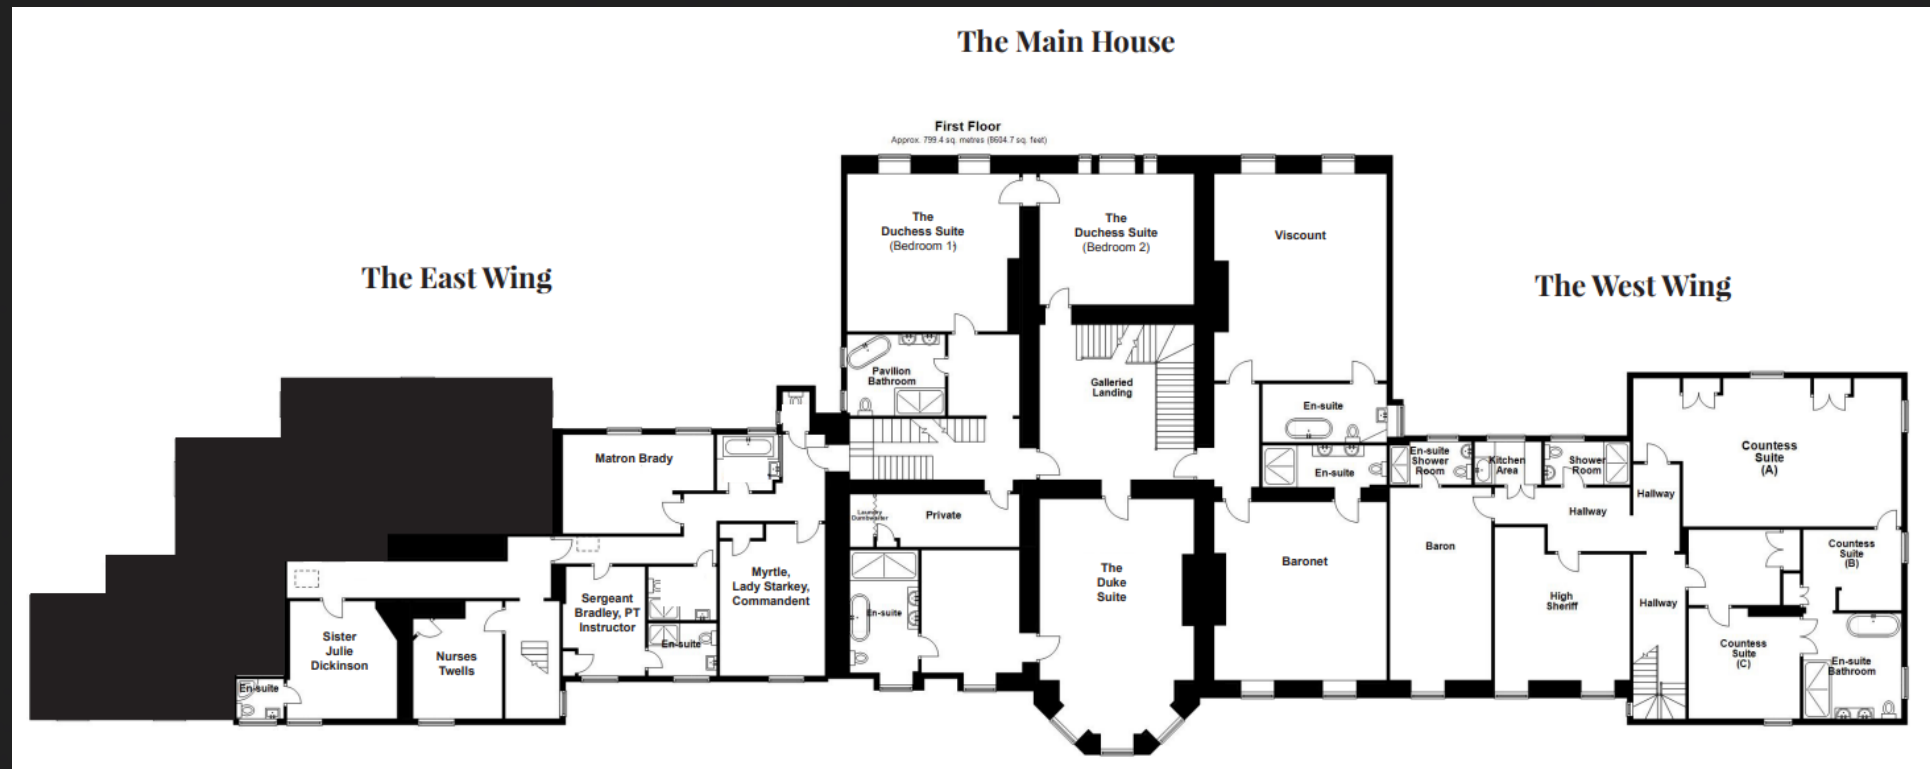 The Main House
First Floor
Approx. 799.4 sq. metres (8604.7 sq. feet)
The East Wing
The West Wing
The
Duchess Suite
(Bedroom 1)
The
Duchess Suite
(Bedroom 2)
Viscount
Pavilion
Bathroom
Galleried
Landing
En-suite
En-suite
Matron Brady
Laundry
Dumbwaiter
Private
En-suite
The
Duke
Suite
Baronet
Myrtle,
Lady Starkey,
Commandent
Sergeant
Bradley, PT
Instructor
En-suite
Sister
Julie
Dickinson
Nurses
Twells
En-suite
En-suite
Shower
Room
Kitchen
Area
Shower
Room
Hallway
Hallway
Baron
High
Sheriff
Hallway
Countess
Suite
(A)
Countess
Suite
(B)
Countess
Suite
(C)
En-suite
Bathroom